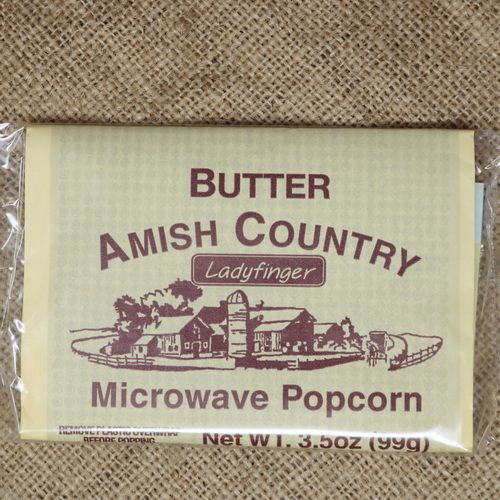 BUTTER
AMISH COUNTRY
Ladyfinger
Microwave Popcorn
REMOVE PLASTIC OVERWRAP
BEFORE POPPING
NET WT. 3.5oz (99g)